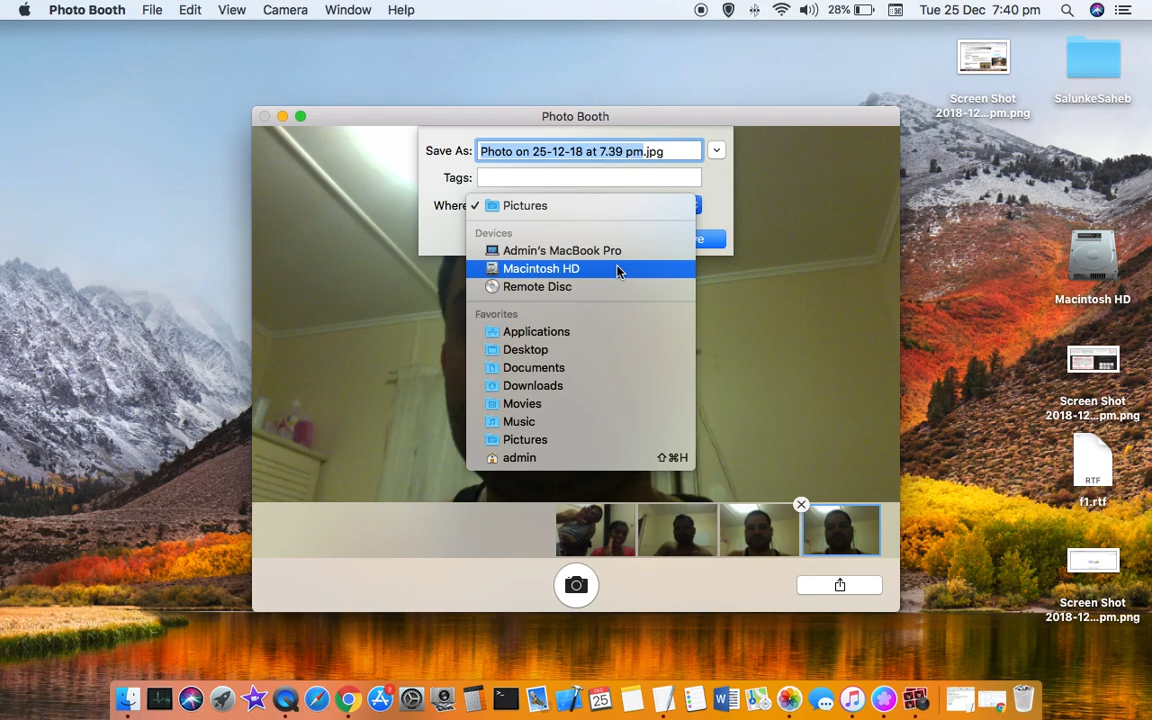 Photo Booth File Edit View Camera Window Help 28% Tue 25 Dec 7:40 pm
Photo Booth
Save As: Photo on 25-12-18 at 7.39 pm.jpg
Tags:
Where
Pictures
Devices
Admin's MacBook Pro
Macintosh HD
Remote Disc
Favorites
Applications
Desktop
Documents
Downloads
Movies
Music
Pictures
admin ⇧⌘H
Screen Shot
2018-12...pm.png
SalunkeSaheb
Macintosh HD
Screen Shot
2018-12...pm.png
RTF
f1.rtf
Screen Shot
2018-12...pm.png
DEC
25